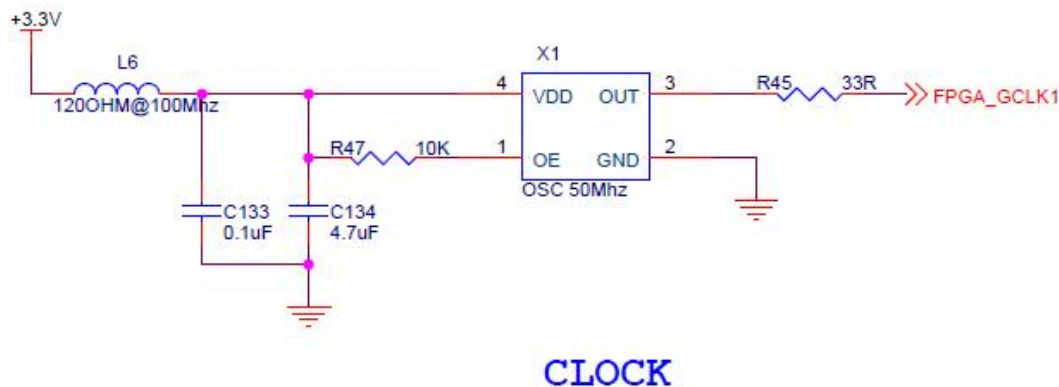 +3.3V
L6
120OHM@100Mhz
X1
4
VDD
OUT
3
R45
33R
FPGA_GCLK1
R47
10K
1
OE
GND
2
OSC 50Mhz
C133
0.1uF
C134
4.7uF
CLOCK